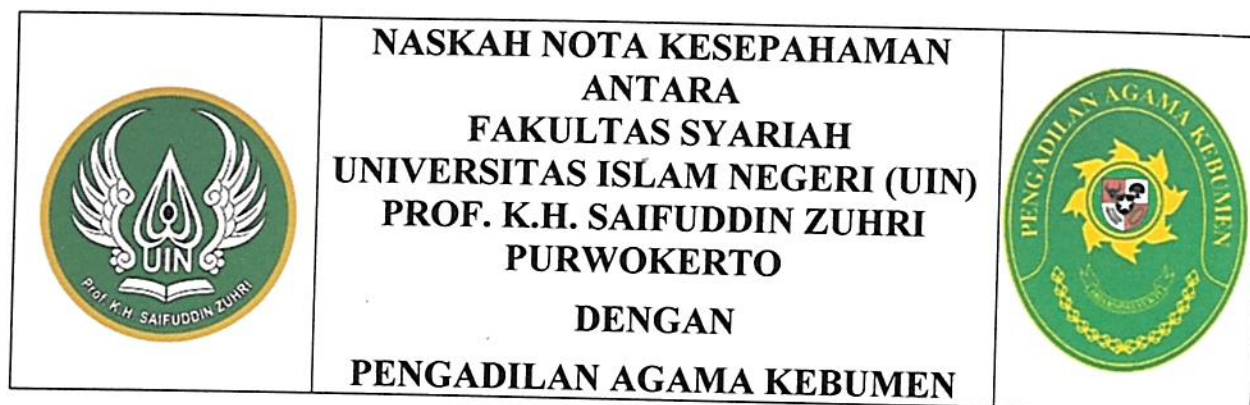 NASKAH NOTA KESEPAHAMAN
ANTARA
FAKULTAS SYARIAH
UNIVERSITAS ISLAM NEGERI (UIN)
PROF. K.H. SAIFUDDIN ZUHRI
PURWOKERTO
DENGAN
PENGADILAN AGAMA KEBUMEN
UIN
Prof. K.H. SAIFUDDIN ZUHRI
PENGADILAN AGAMA KEBUMEN